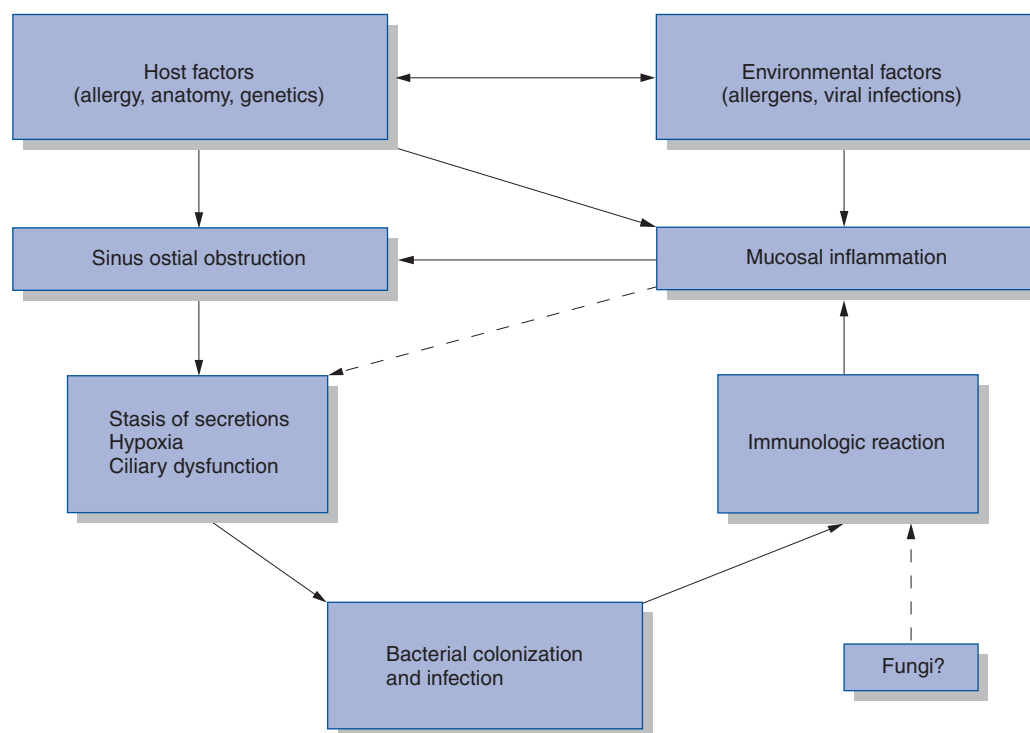 Host factors
(allergy, anatomy, genetics)
Environmental factors
(allergens, viral infections)
Sinus ostial obstruction
Mucosal inflammation
Stasis of secretions
Hypoxia
Ciliary dysfunction
Immunologic reaction
Bacterial colonization
and infection
Fungi?